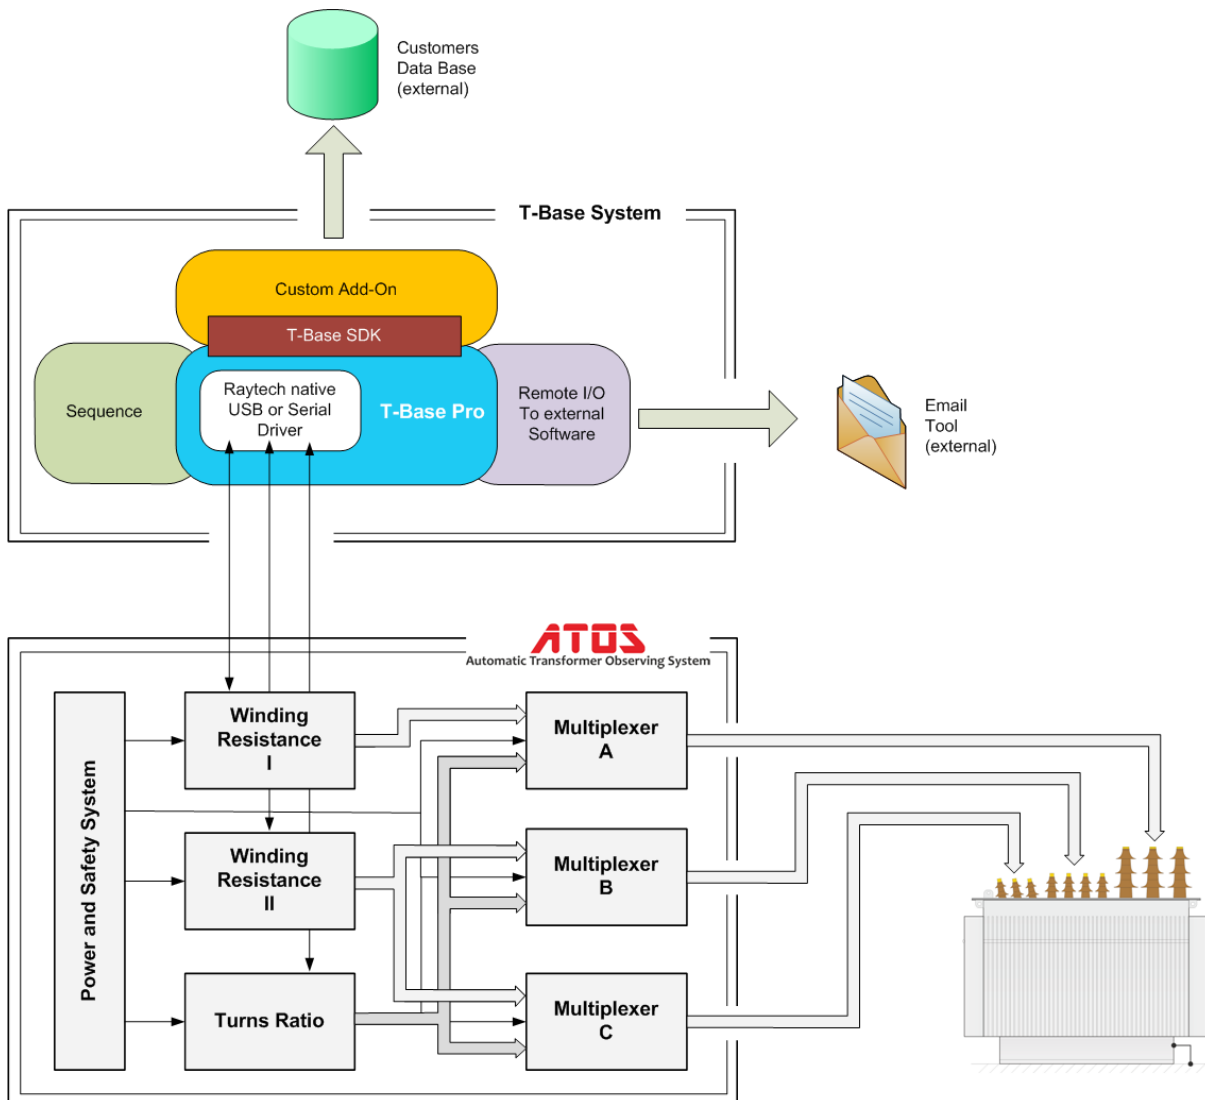 Customers
Data Base
(external)
T-Base System
Custom Add-On
T-Base SDK
Sequence
Raytech native
USB or Serial
Driver
T-Base Pro
Remote I/O
To external
Software
Email
Tool
(external)
ATOS
Automatic Transformer Observing System
Power and Safety System
Winding
Resistance
I
Multiplexer
A
Winding
Resistance
II
Multiplexer
B
Turns Ratio
Multiplexer
C